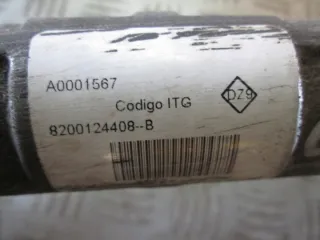 A0001567
Codigo ITG
DZ9
8200124408--B